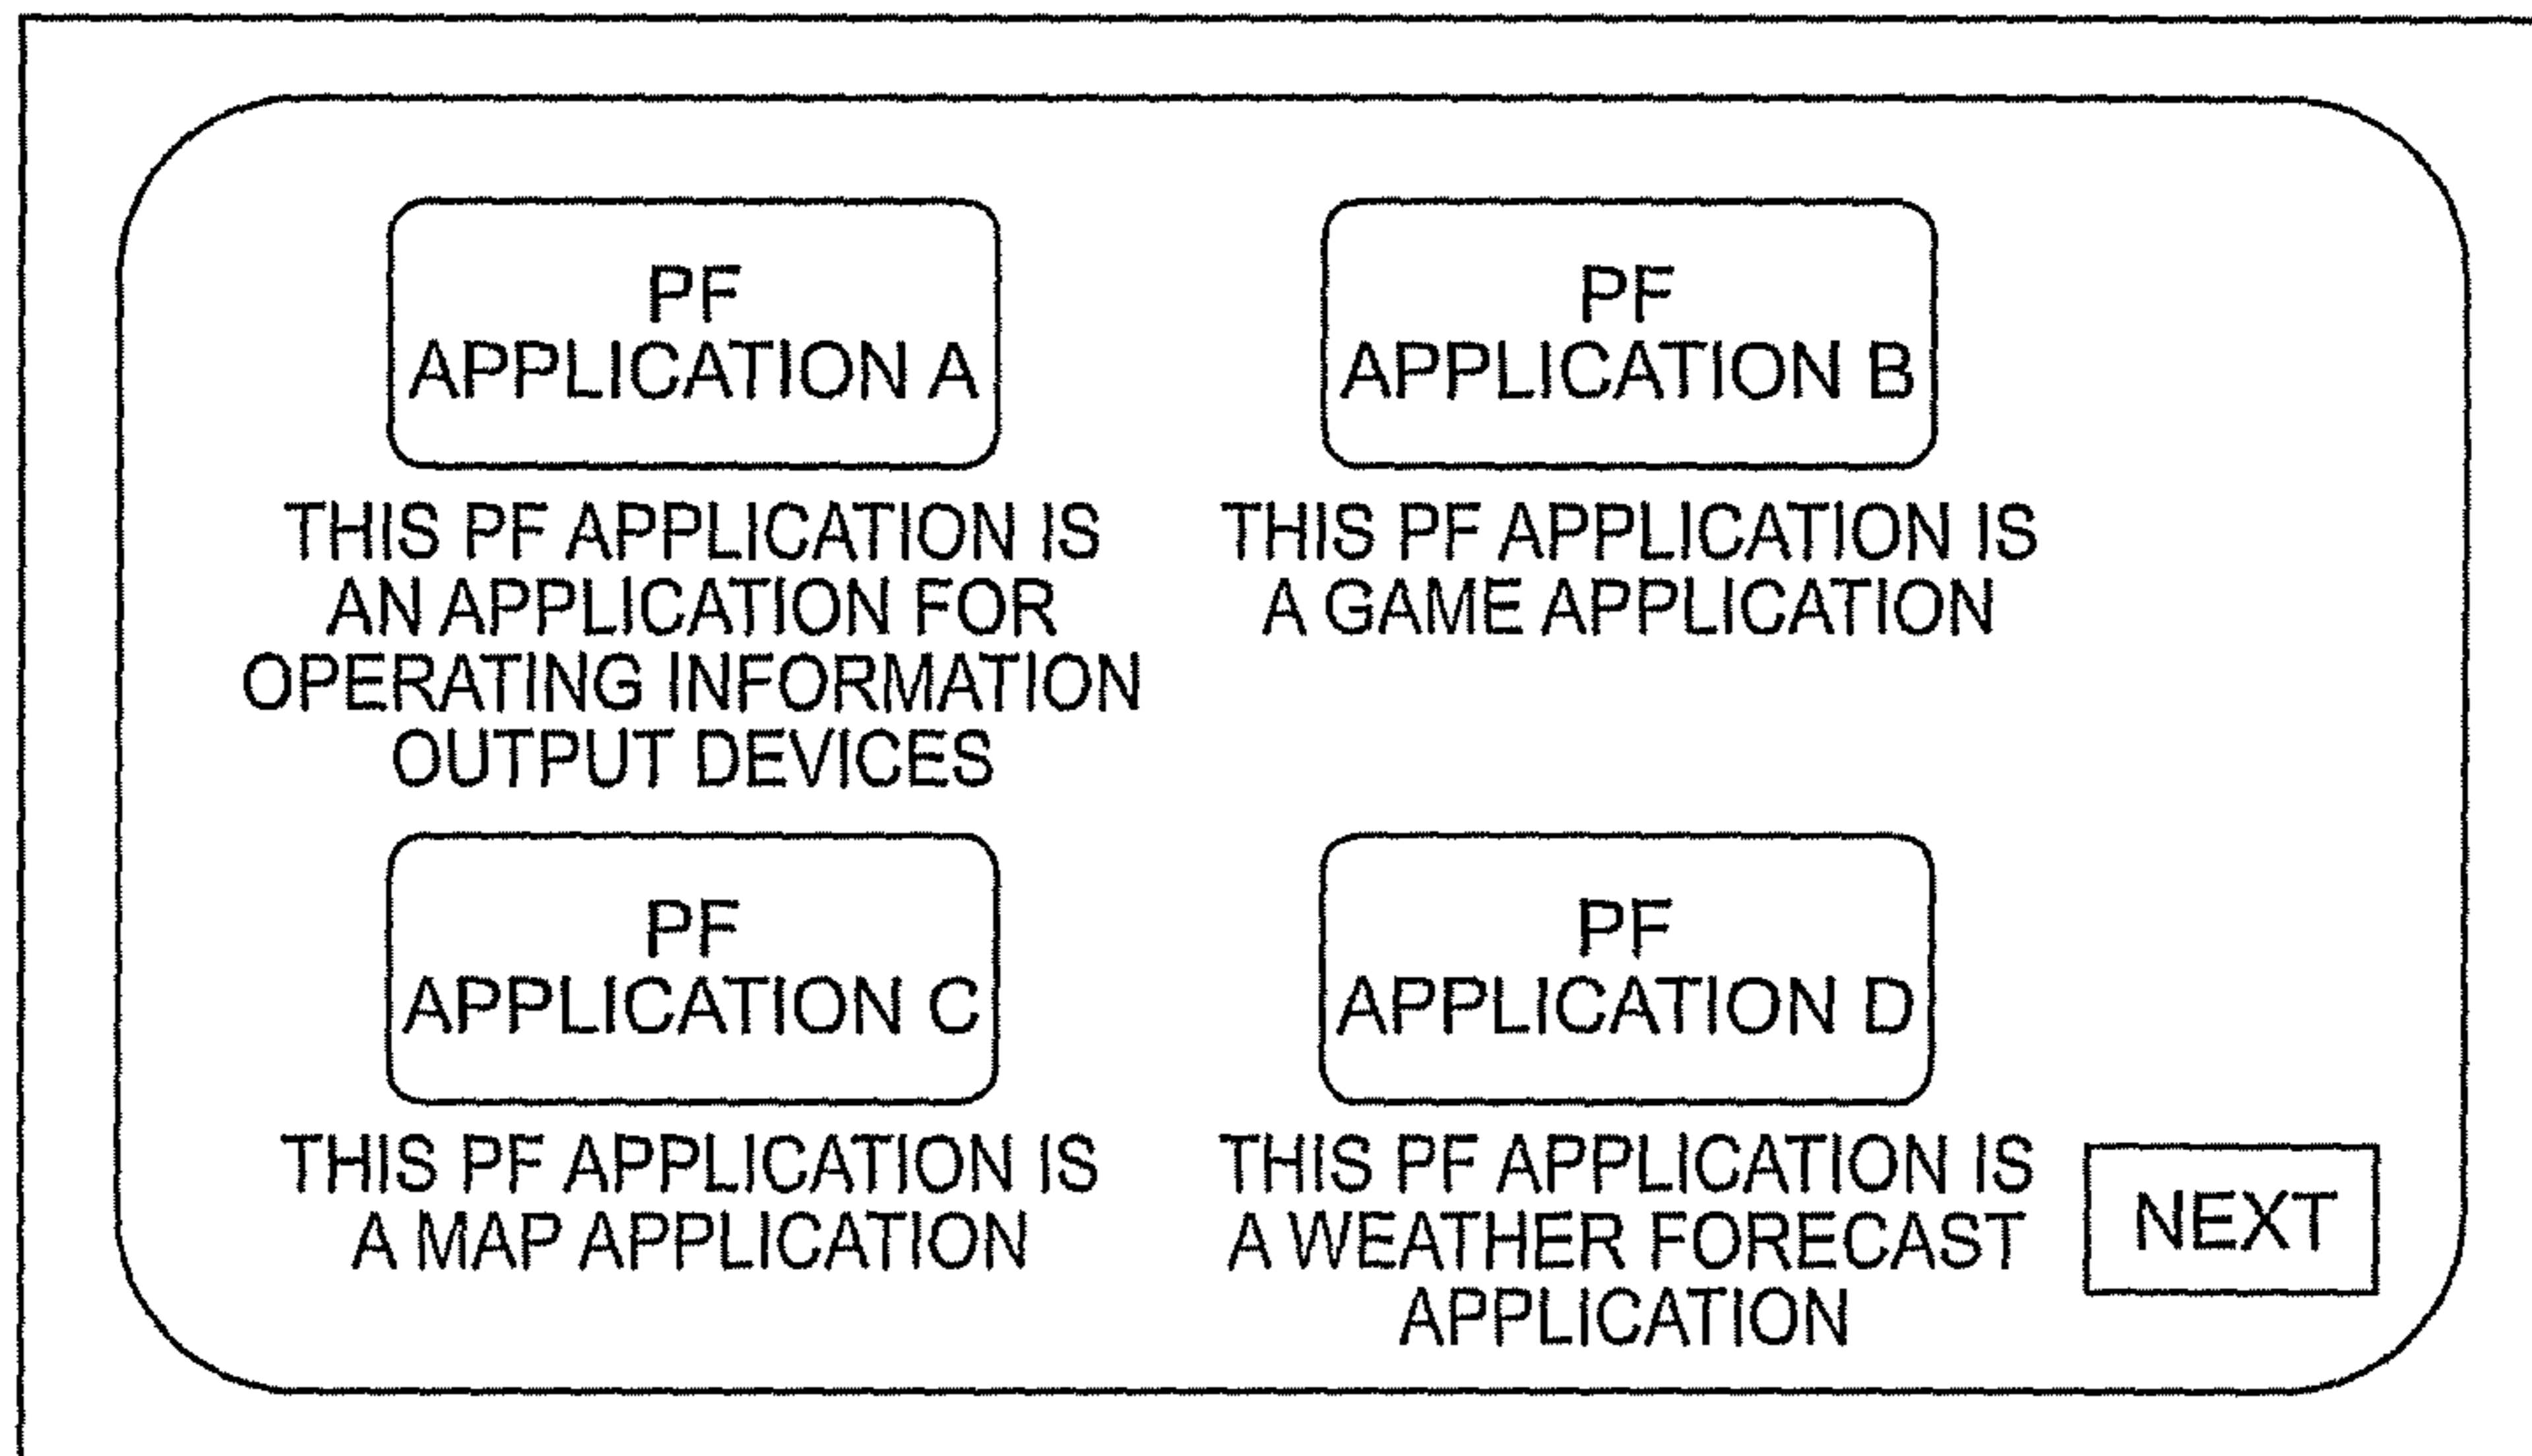 PF
APPLICATION A
THIS PF APPLICATION IS
AN APPLICATION FOR
OPERATING INFORMATION
OUTPUT DEVICES
PF
APPLICATION B
THIS PF APPLICATION IS
A GAME APPLICATION
PF
APPLICATION C
THIS PF APPLICATION IS
A MAP APPLICATION
PF
APPLICATION D
THIS PF APPLICATION IS
A WEATHER FORECAST
APPLICATION
NEXT